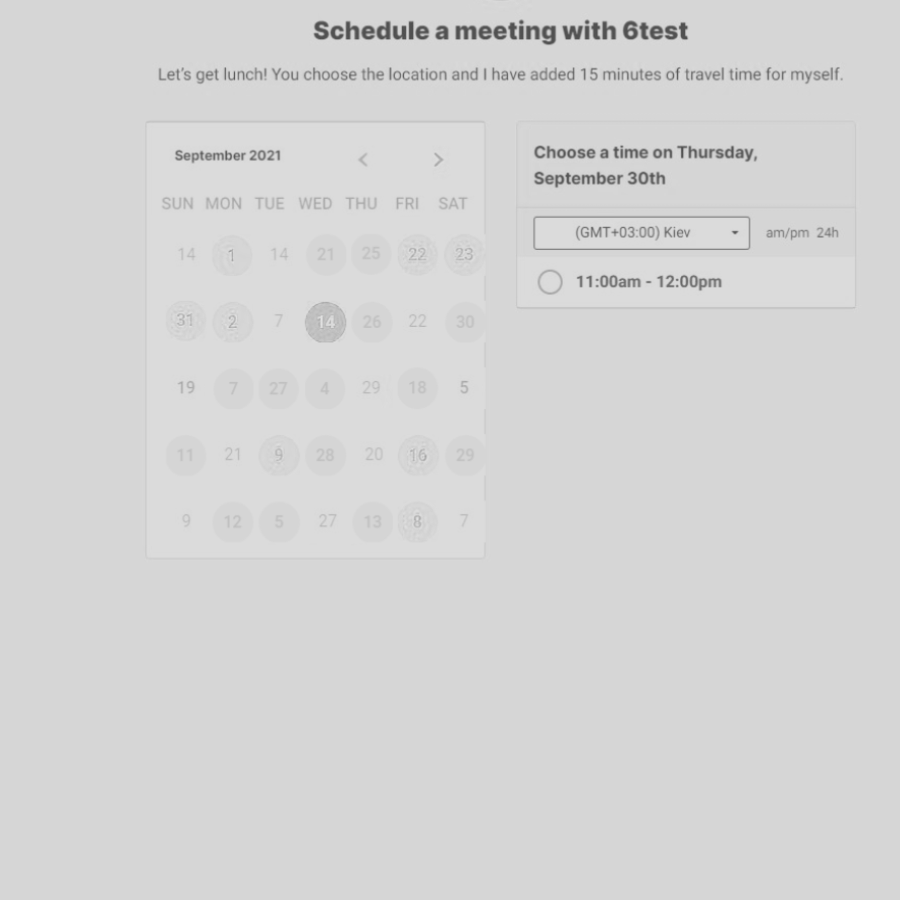 Schedule a meeting with 6test
Let's get lunch! You choose the location and I have added 15 minutes of travel time for myself.
September 2021
SUN MON TUE WED THU FRI SAT
14 1 14 21 25 22 23
31 2 7 14 26 22 30
19 7 27 4 29 18 5
11 21 9 28 20 16 29
9 12 5 27 13 8 7
Choose a time on Thursday,
September 30th
(GMT+03:00) Kiev am/pm 24h
11:00am - 12:00pm